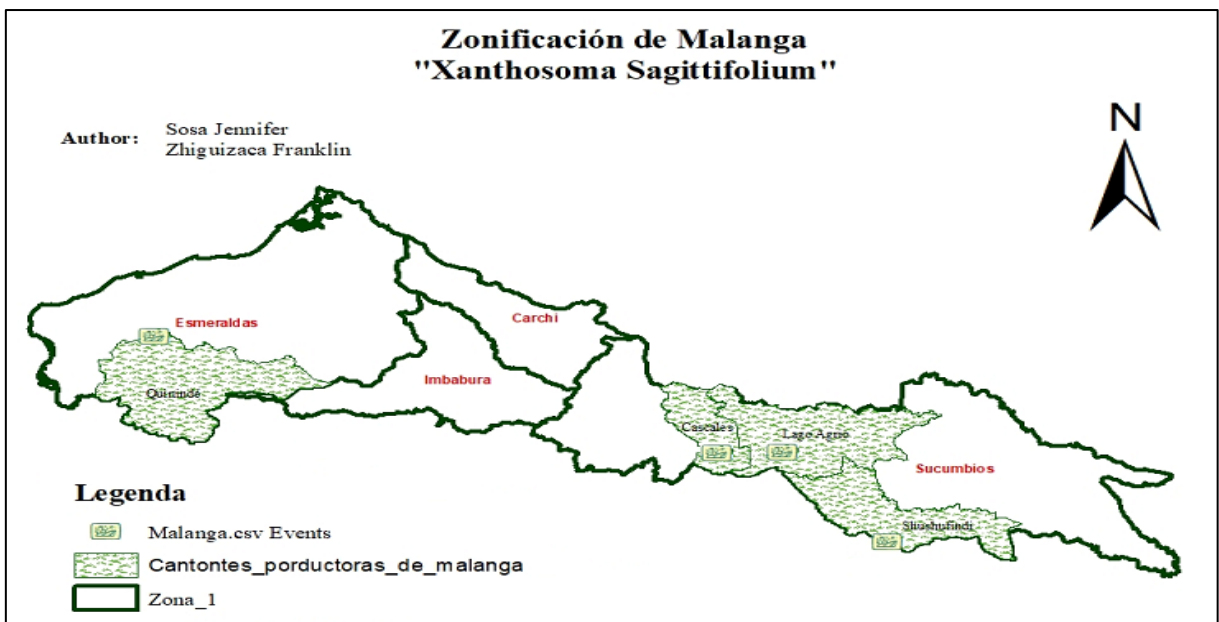 Zonificación de Malanga
"Xanthosoma Sagittifolium"
Author:
Sosa Jennifer
Zhiguizaca Franklin
N
Esmeraldas
Carchi
Imbabura
Quinindé
Cascales
Lago Agrio
Sucumbios
Shushufindi
Legenda
Malanga.csv Events
Cantontes_porductoras_de_malanga
Zona_1